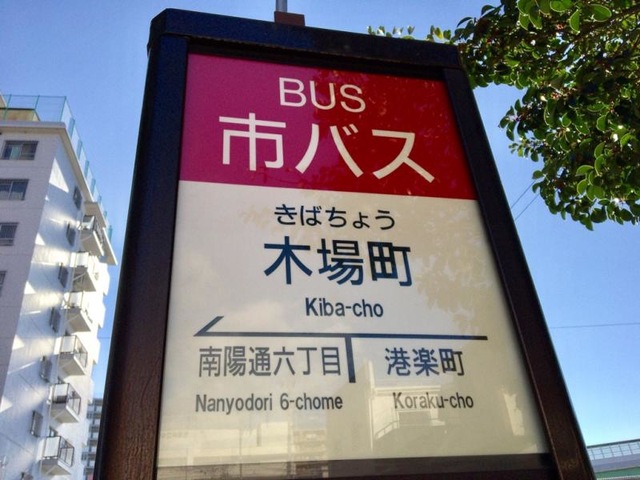 BUS
市バス
きばちょう
木場町
Kiba-cho
南陽通六丁目 港楽町
Nanyodori 6-chome Koraku-cho